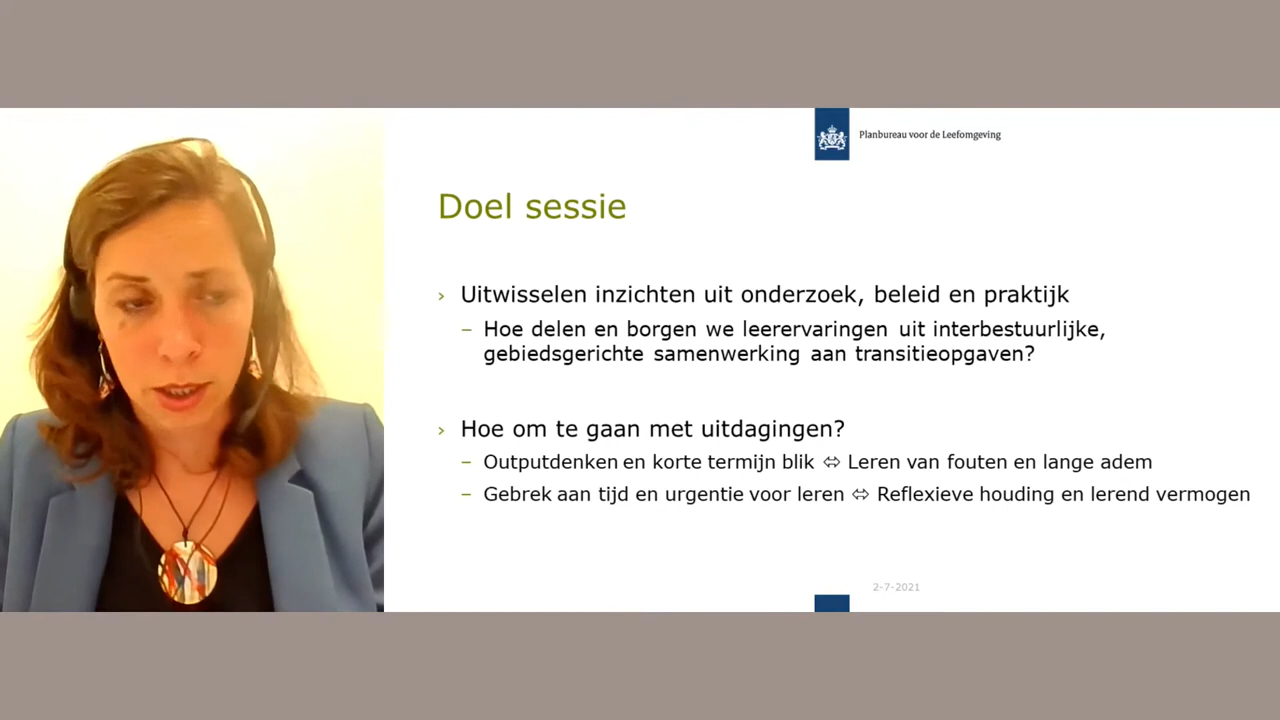 Planbureau voor de Leefomgeving
Doel sessie
› Uitwisselen inzichten uit onderzoek, beleid en praktijk
– Hoe delen en borgen we leerervaringen uit interbestuurlijke,
gebiedsgerichte samenwerking aan transitieopgaven?
› Hoe om te gaan met uitdagingen?
– Outputdenken en korte termijn blik ⬄ Leren van fouten en lange adem
– Gebrek aan tijd en urgentie voor leren ⬄ Reflexieve houding en lerend vermogen
2-7-2021